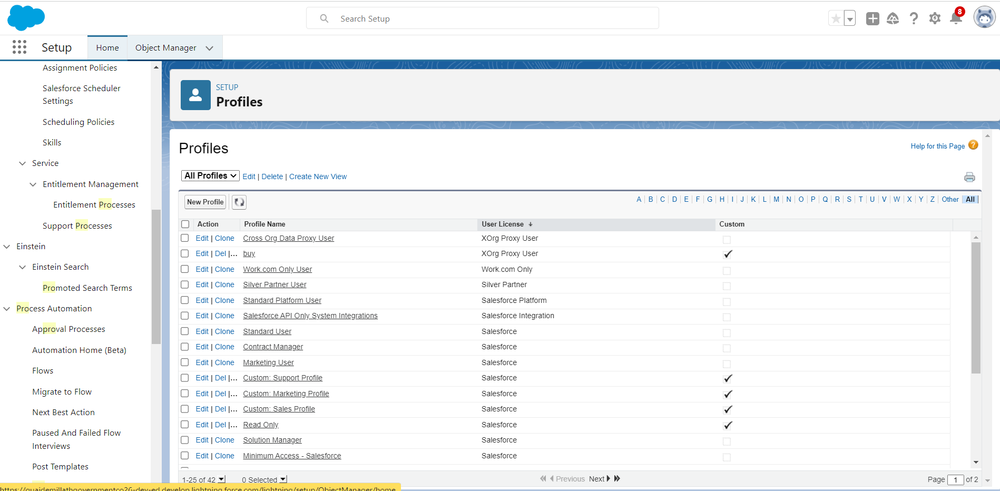 Search Setup
8
Setup
Home
Object Manager
Assignment Policies
Salesforce Scheduler
Settings
Scheduling Policies
Skills
Service
Entitlement Management
Entitlement Processes
Support Processes
Einstein
Einstein Search
Promoted Search Terms
Process Automation
Approval Processes
Automation Home (Beta)
Flows
Migrate to Flow
Next Best Action
Paused And Failed Flow
Interviews
Post Templates
SETUP
Profiles
Profiles
Help for this Page ?
All Profiles Edit | Delete | Create New View
New Profile
A | B | C | D | E | F | G | H | I | J | K | L | M | N | O | P | Q | R | S | T | U | V | W | X | Y | Z | Other | All |
Action Profile Name User License Custom
Edit | Clone Cross Org Data Proxy User XOrg Proxy User
Edit | Del |... buy XOrg Proxy User
Edit | Clone Work.com Only User Work.com Only
Edit | Clone Silver Partner User Silver Partner
Edit | Clone Standard Platform User Salesforce Platform
Edit | Clone Salesforce API Only System Integrations Salesforce Integration
Edit | Clone Standard User Salesforce
Edit | Clone Contract Manager Salesforce
Edit | Clone Marketing User Salesforce
Edit | Del |... Custom: Support Profile Salesforce
Edit | Del |... Custom: Marketing Profile Salesforce
Edit | Del |... Custom: Sales Profile Salesforce
Edit | Del |... Read Only Salesforce
Edit | Clone Solution Manager Salesforce
Edit | Clone Minimum Access - Salesforce Salesforce
1-25 of 42 0 Selected Previous Next Page 1 of 2
https://quaidemillathgovernmentco26-dev-ed.develop.lightning.force.com/lightning/setup/ObjectManager/home